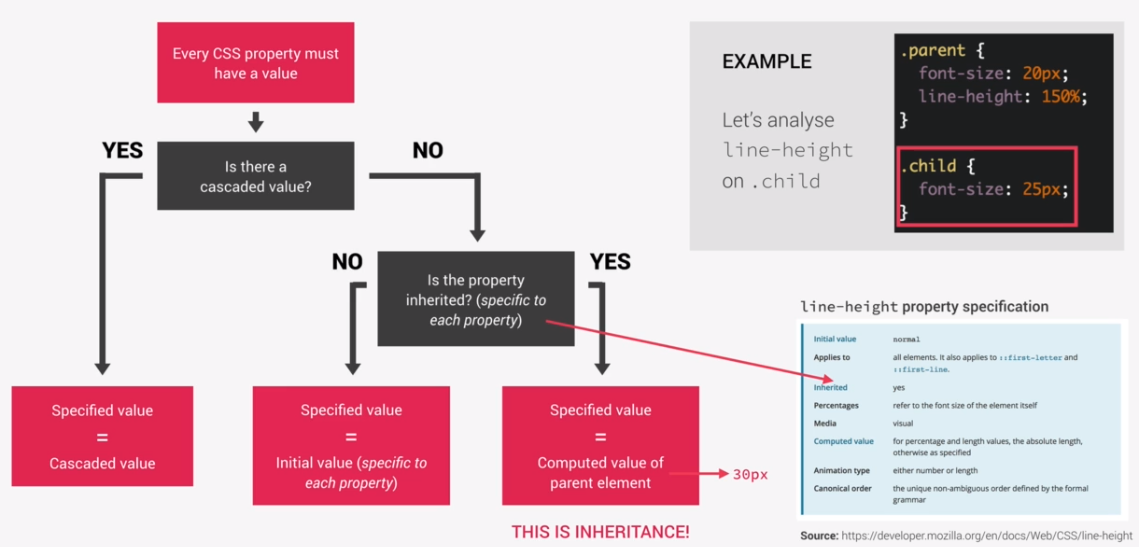 Every CSS property must
have a value
YES
Is there a
cascaded value?
NO
NO
Is the property
inherited? (specific to
each property)
YES
Specified value
=
Cascaded value
Specified value
=
Initial value (specific to
each property)
Specified value
=
Computed value of
parent element
30px
THIS IS INHERITANCE!
EXAMPLE
Let's analyse
line-height
on .child
.parent {
font-size: 20px;
line-height: 150%;
}
.child {
font-size: 25px;
}
line-height property specification
Initial value normal
Applies to all elements. It also applies to ::first-letter and
::first-line.
Inherited yes
Percentages refer to the font size of the element itself
Media visual
Computed value for percentage and length values, the absolute length,
otherwise as specified
Animation type either number or length
Canonical order the unique non-ambiguous order defined by the formal
grammar
Source: https://developer.mozilla.org/en/docs/Web/CSS/line-height